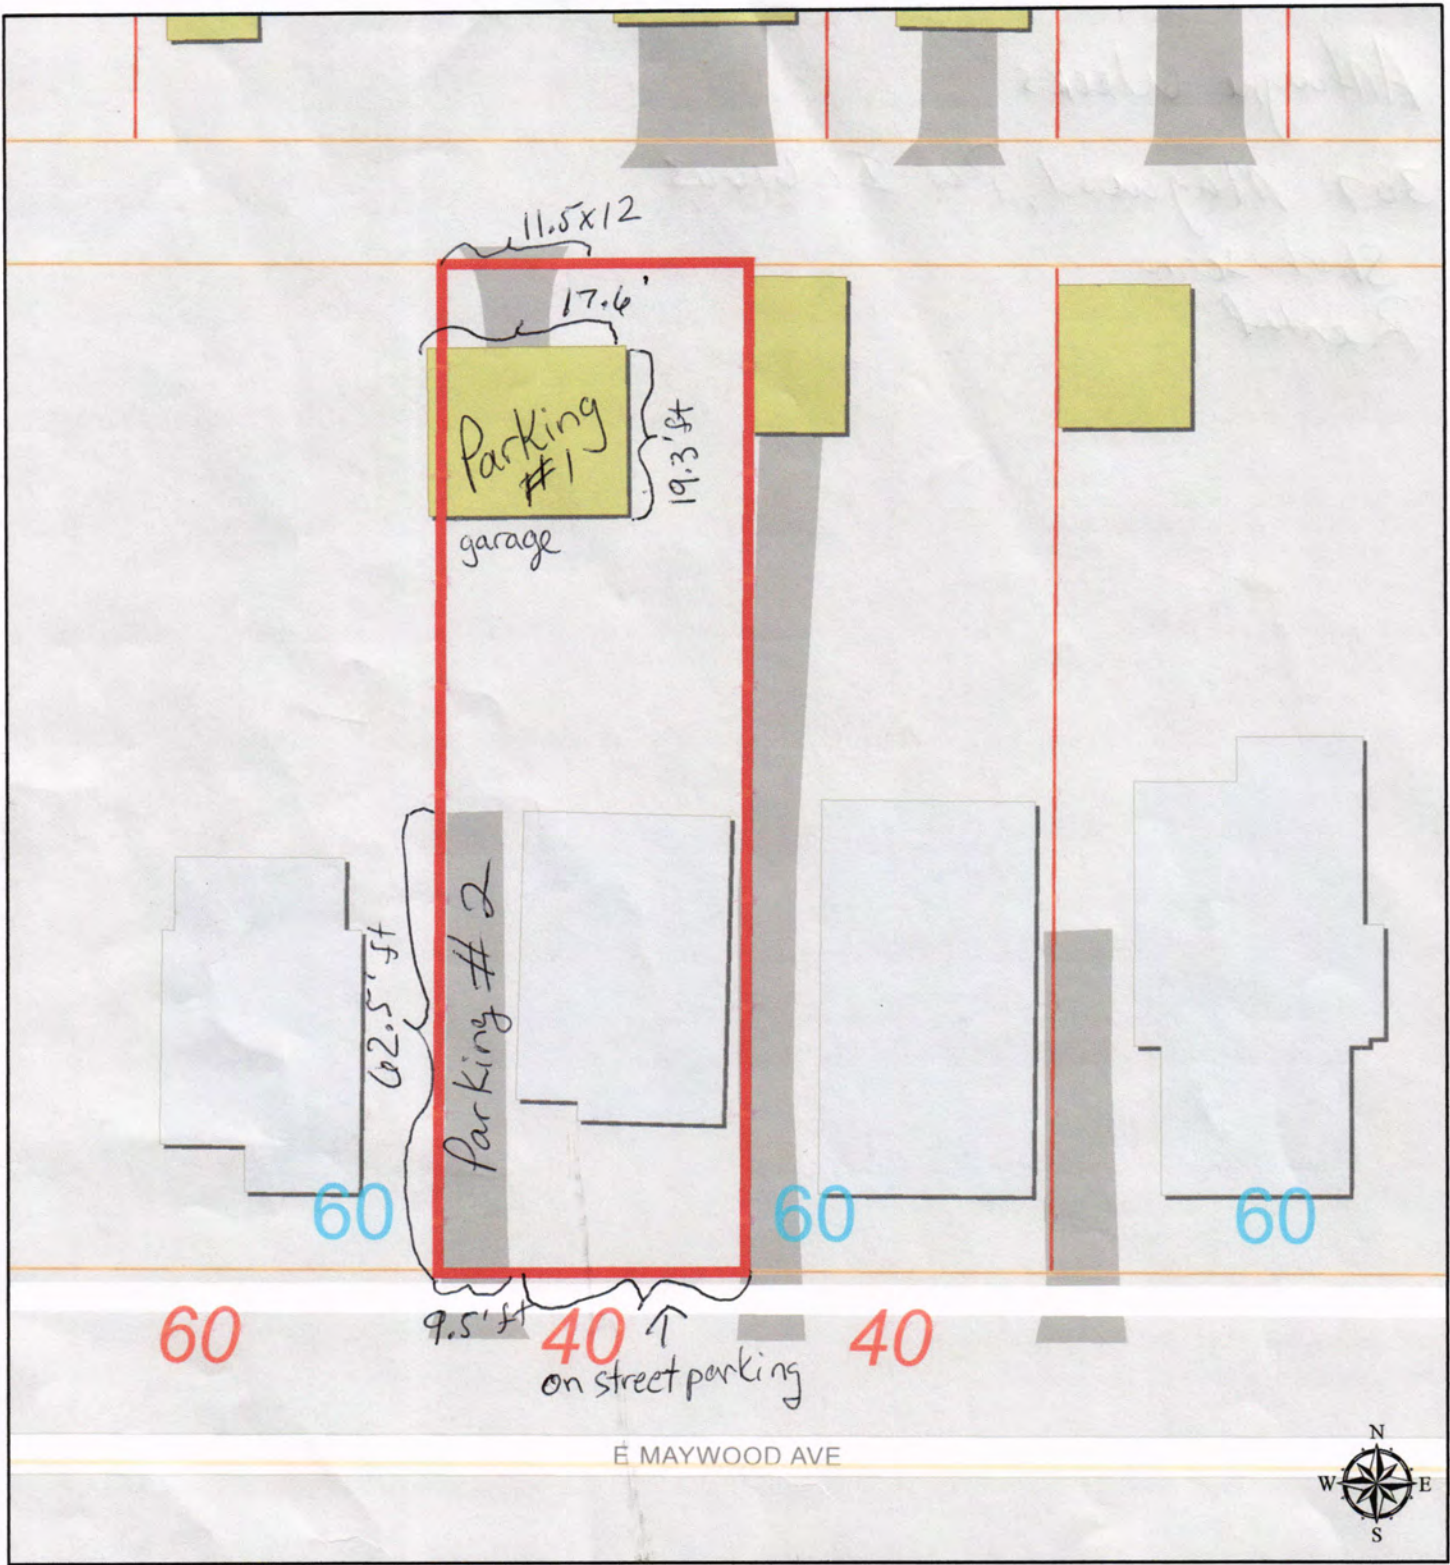 11.5x12
17.6'
Parking
#1
19.3'ft
garage
62.5'ft
Parking # 2
60
60
60
60
9.5'ft
40
40
on street parking
E MAYWOOD AVE
N
W
E
S